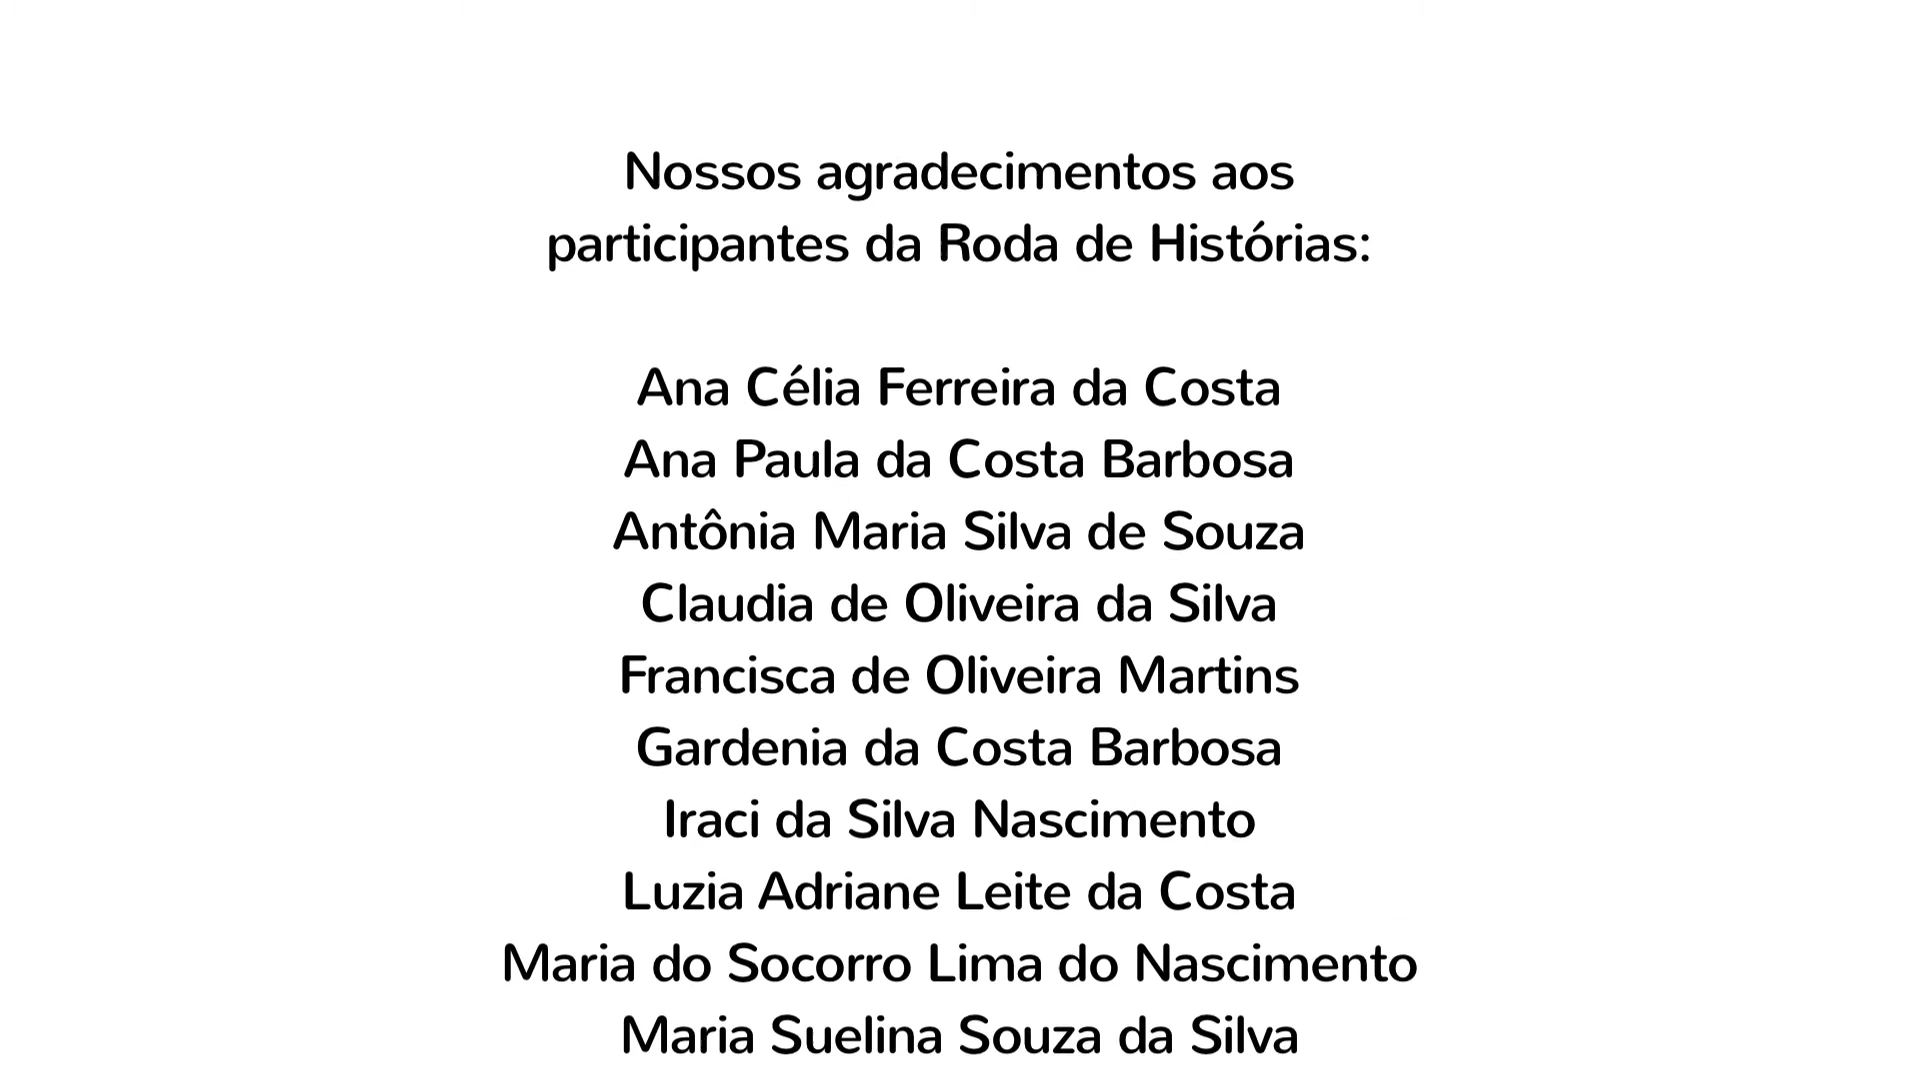 Nossos agradecimentos aos
participantes da Roda de Histórias:
Ana Célia Ferreira da Costa
Ana Paula da Costa Barbosa
Antônia Maria Silva de Souza
Claudia de Oliveira da Silva
Francisca de Oliveira Martins
Gardenia da Costa Barbosa
Iraci da Silva Nascimento
Luzia Adriane Leite da Costa
Maria do Socorro Lima do Nascimento
Maria Suelina Souza da Silva